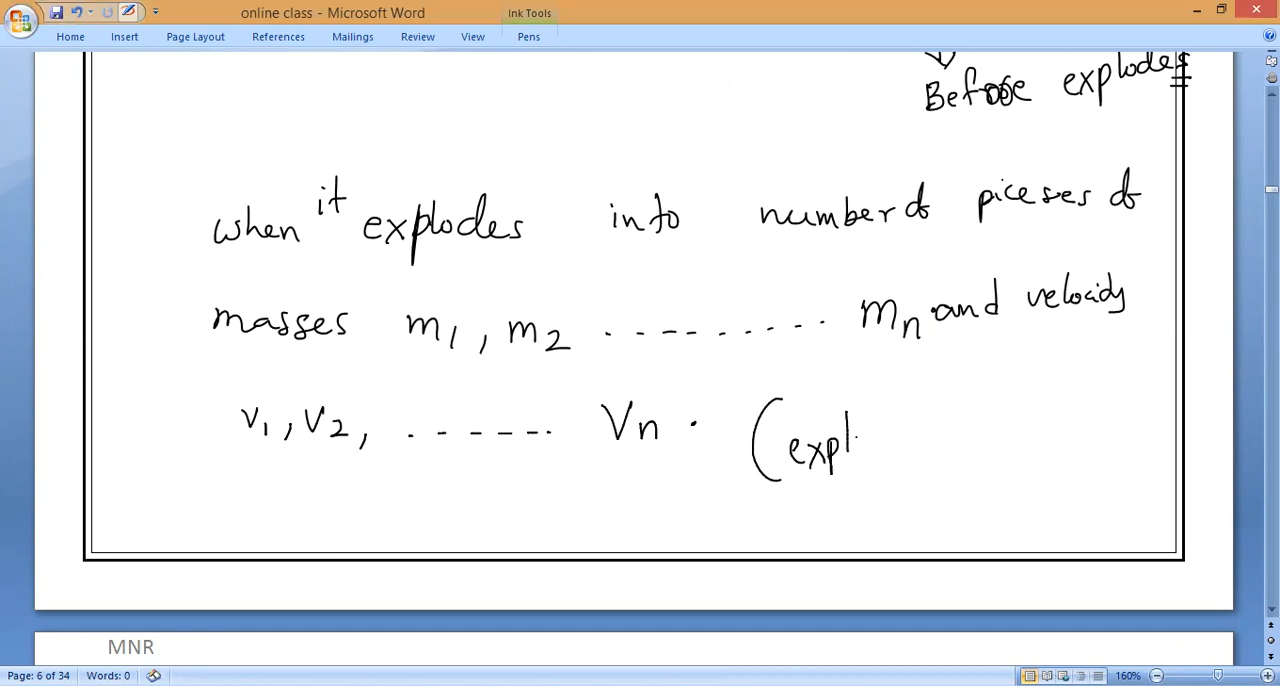 online class - Microsoft Word
Ink Tools
Home Insert Page Layout References Mailings Review View Pens
Before explodes
when it explodes into number of piceses of
masses m1, m2 --------- mn and velocity
v1, v2, ------ Vn . (expl
MNR
Page: 6 of 34 Words: 0 160%